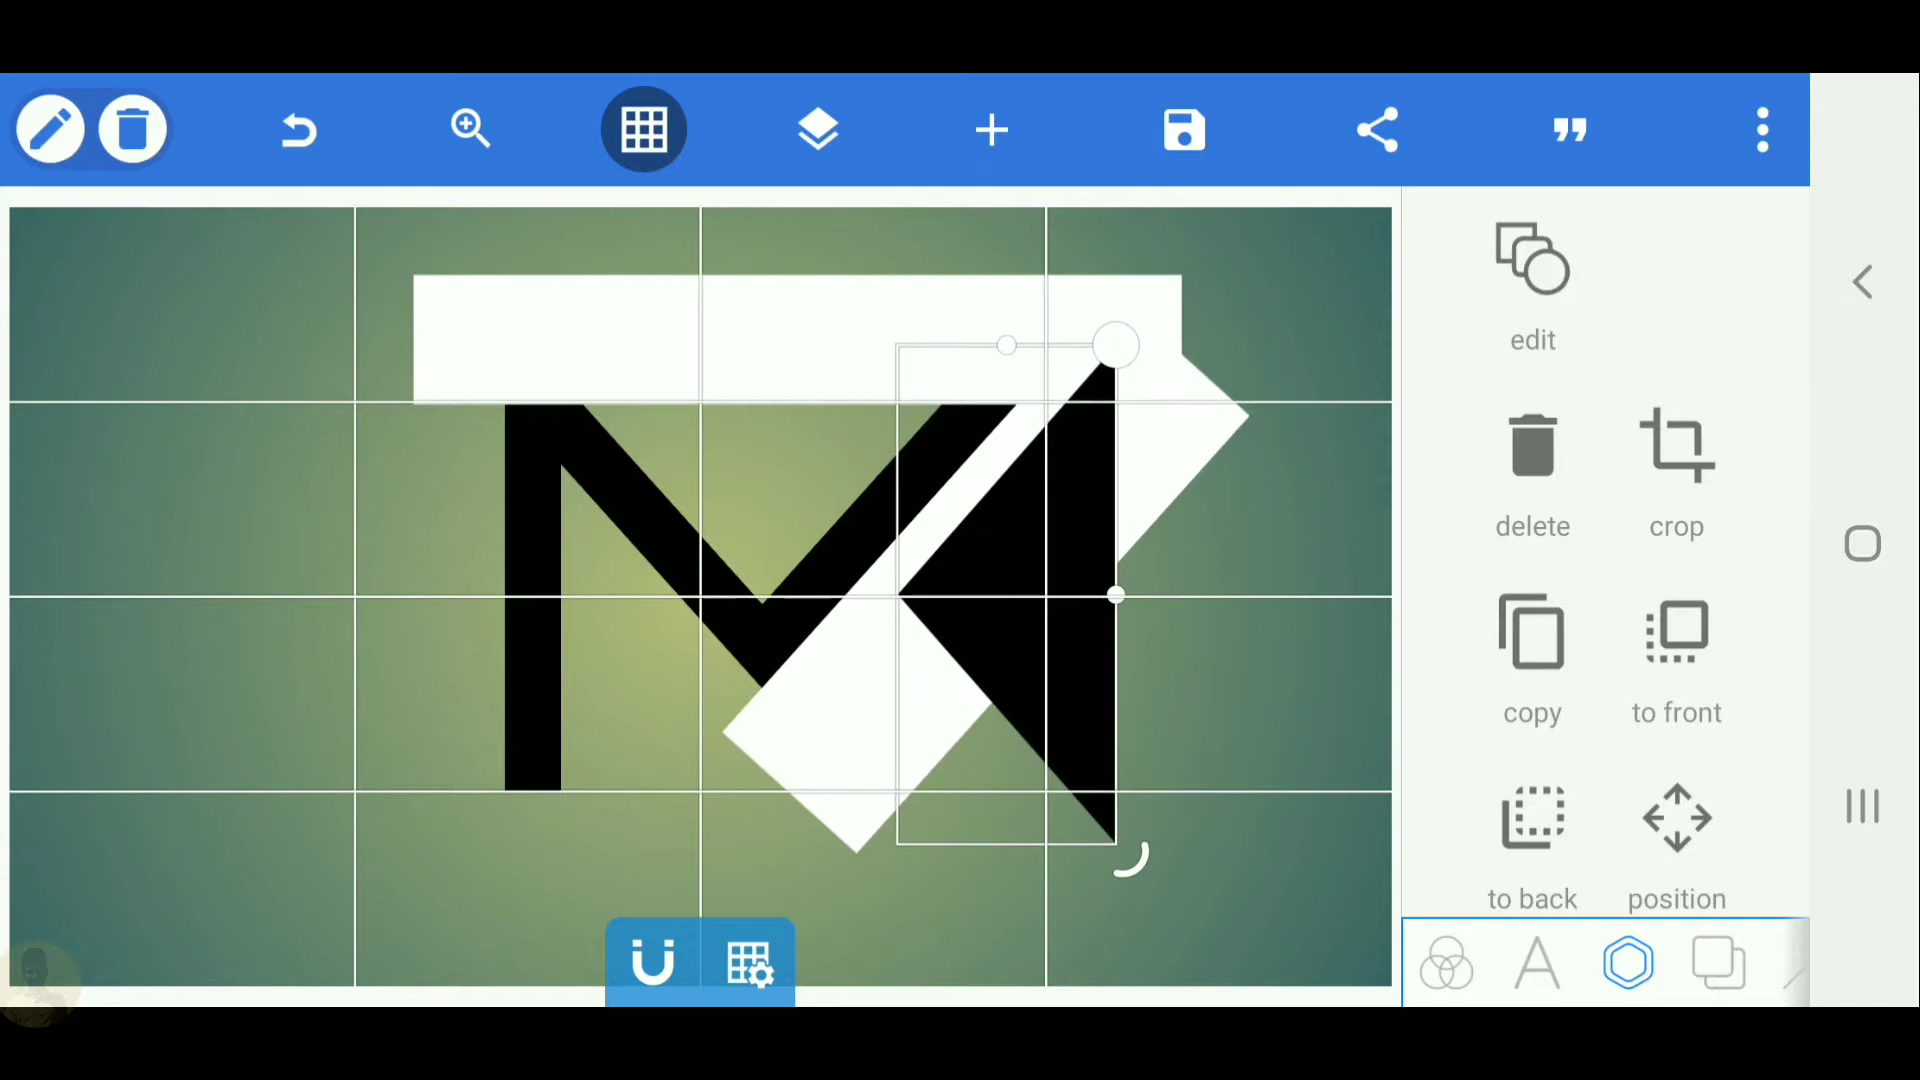 M
edit
delete crop
copy to front
to back position